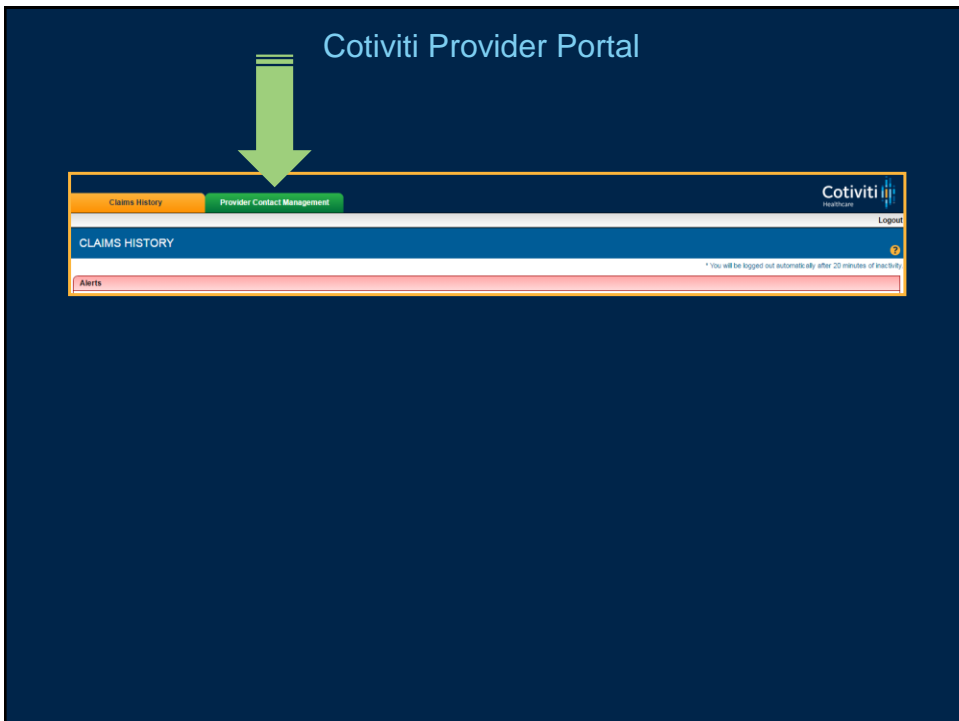 Cotiviti Provider Portal
Claims History
Provider Contact Management
Cotiviti
Healthcare
Logout
CLAIMS HISTORY
?
* You will be logged out automatically after 20 minutes of inactivity
Alerts